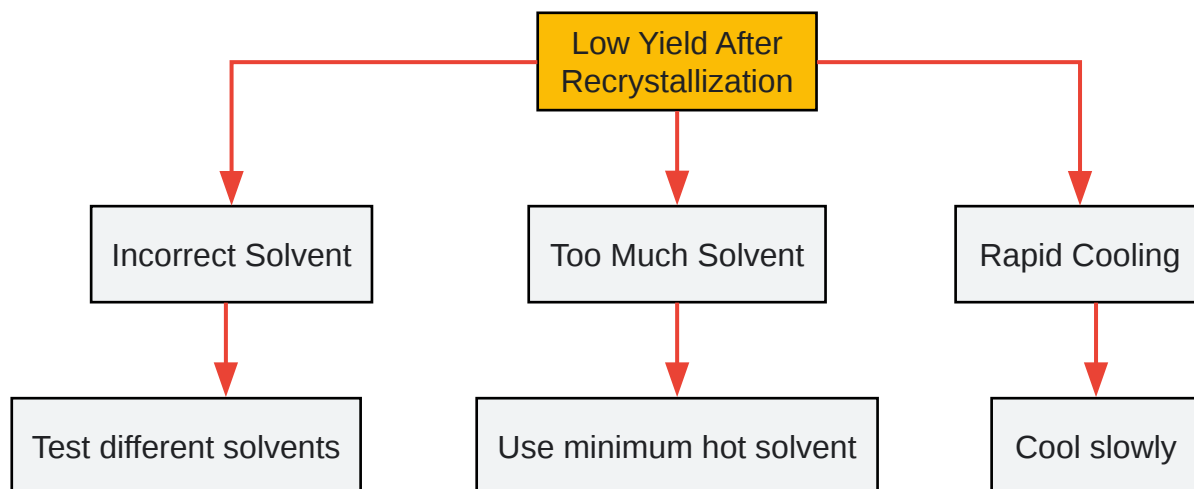 Low Yield After
Recrystallization
Incorrect Solvent
Too Much Solvent
Rapid Cooling
Test different solvents
Use minimum hot solvent
Cool slowly